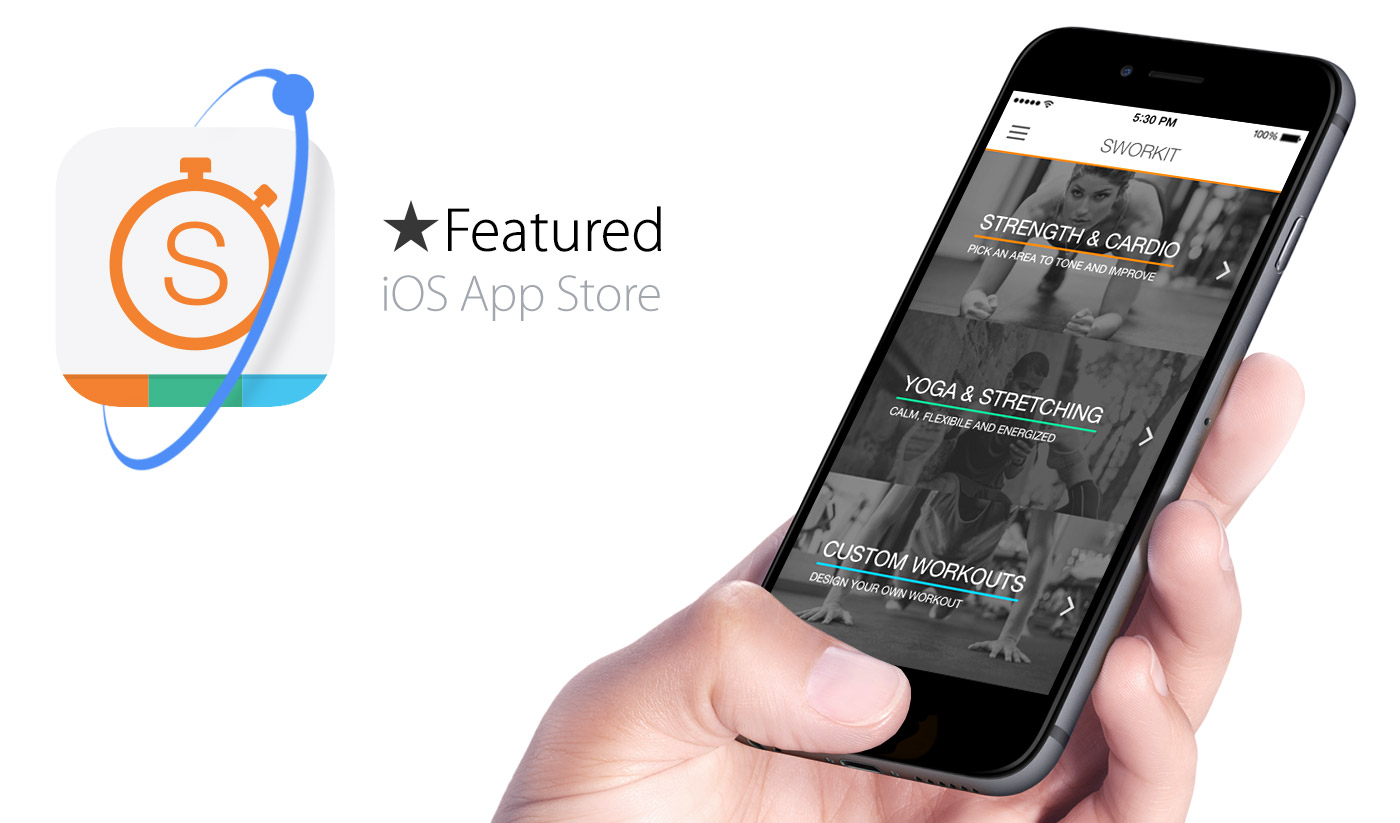 S
★Featured
iOS App Store
5:30 PM
100%
SWORKIT
STRENGTH & CARDIO
PICK AN AREA TO TONE AND IMPROVE
YOGA & STRETCHING
CALM, FLEXIBILE AND ENERGIZED
CUSTOM WORKOUTS
DESIGN YOUR OWN WORKOUT